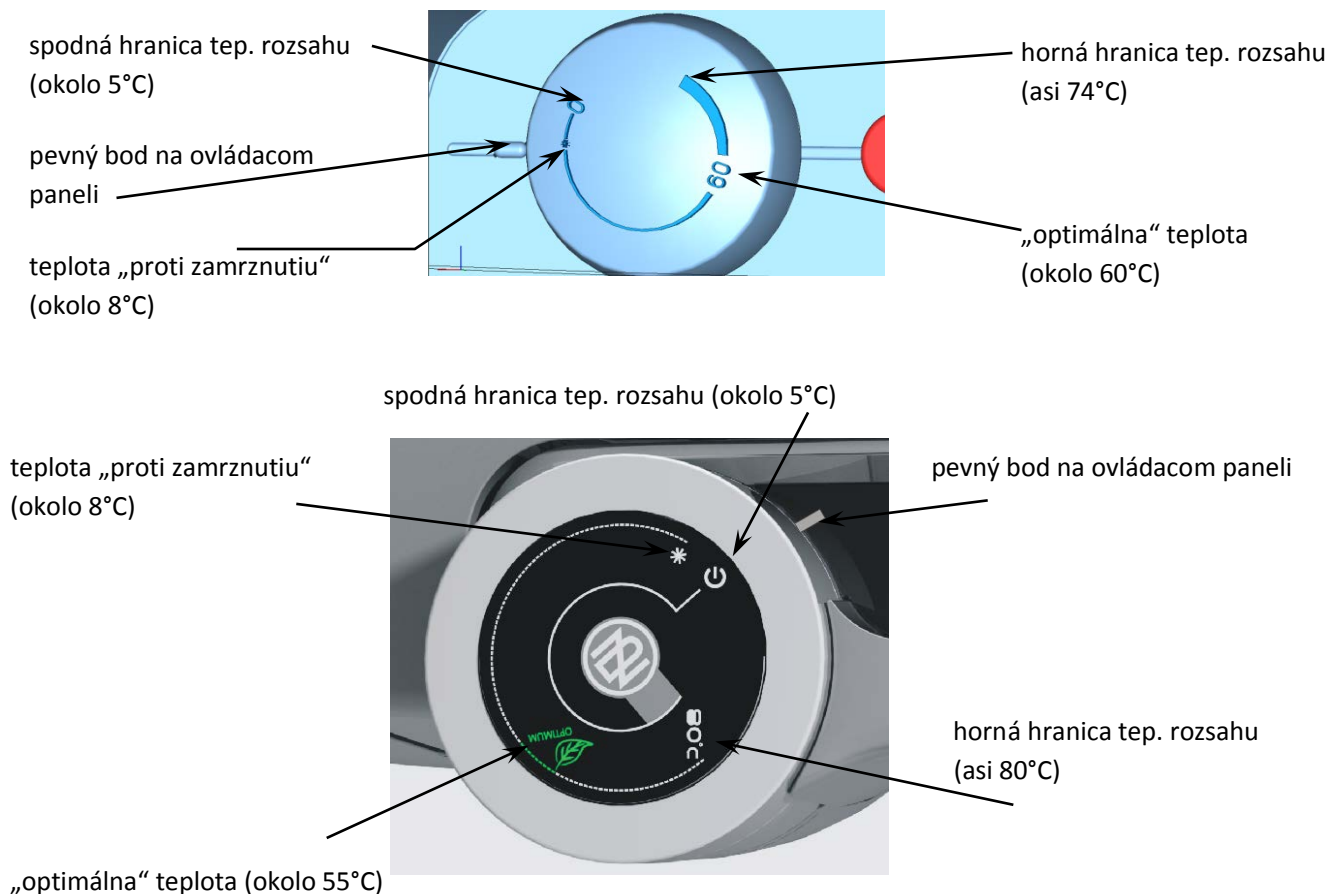 spodná hranica tep. rozsahu
(okolo 5°C)
pevný bod na ovládacom
paneli
teplota „proti zamrznutiu“
(okolo 8°C)
0
*
60
horná hranica tep. rozsahu
(asi 74°C)
„optimálna“ teplota
(okolo 60°C)
spodná hranica tep. rozsahu (okolo 5°C)
teplota „proti zamrznutiu“
(okolo 8°C)
pevný bod na ovládacom paneli
*
OPTIMUM
80°C
horná hranica tep. rozsahu
(asi 80°C)
„optimálna“ teplota (okolo 55°C)